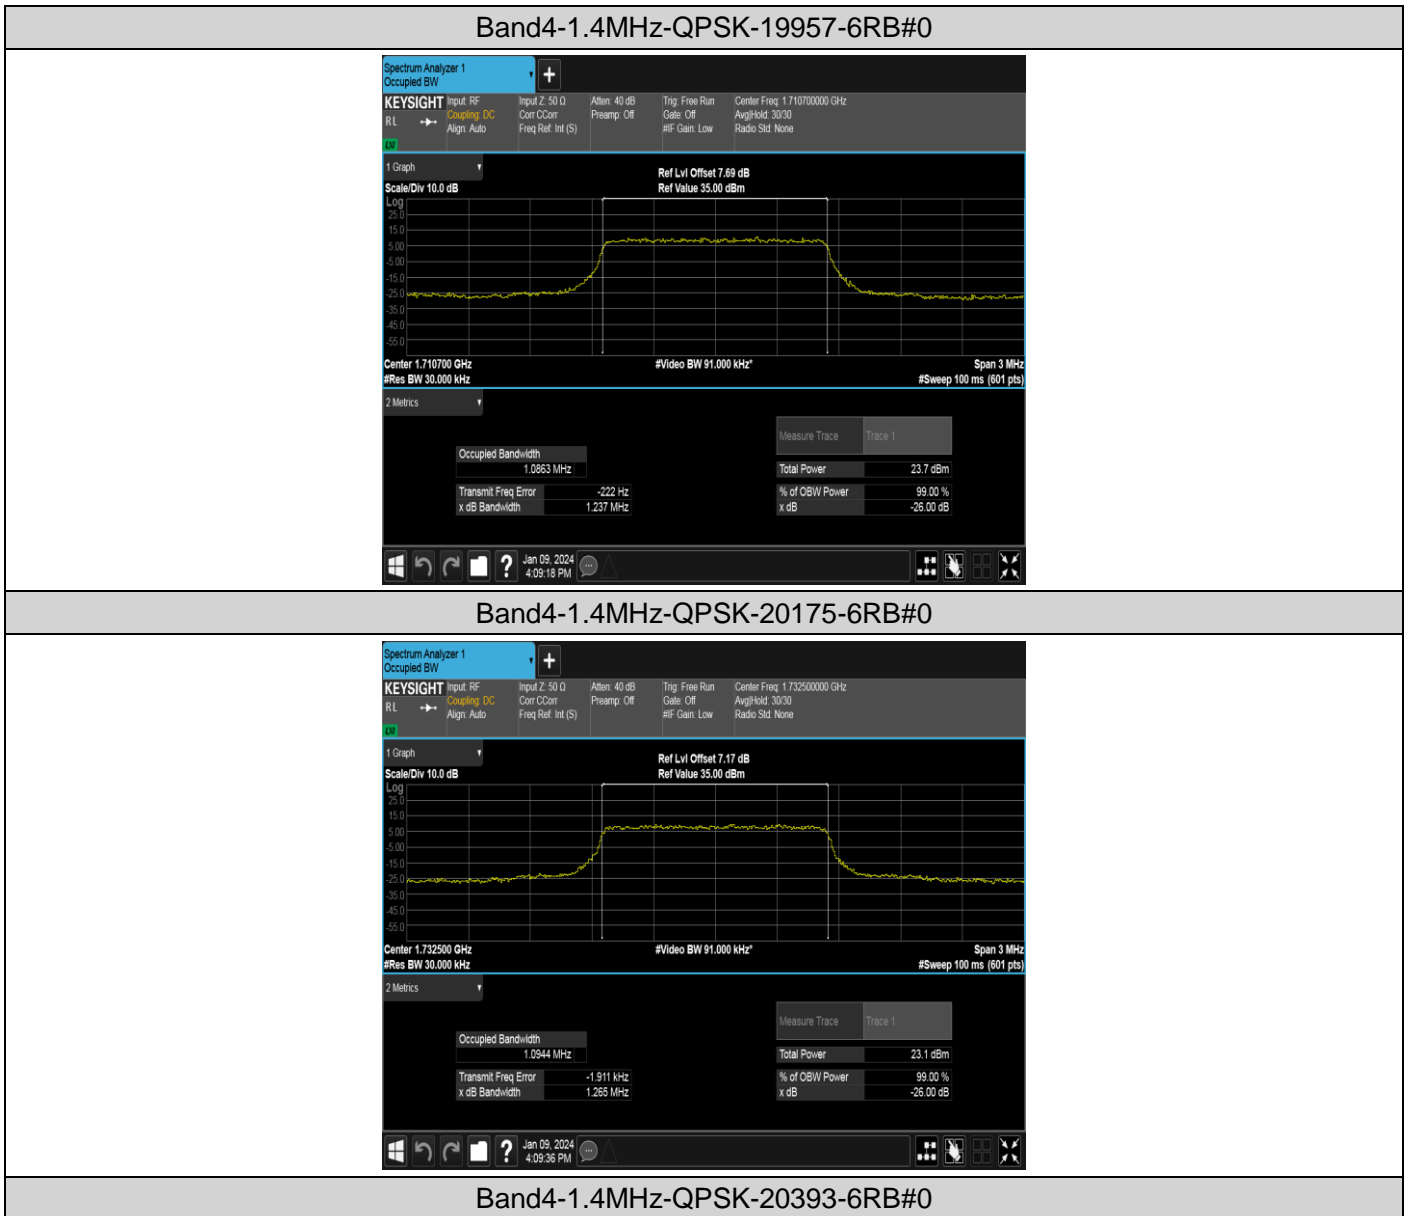 Band4-1.4MHz-QPSK-19957-6RB#0
Spectrum Analyzer 1
Occupied BW
KEYSIGHT
R L
Input: RF
Coupling: DC
Align: Auto
Input Z: 50 Ω
Corr CCorr
Freq Ref: Int (S)
Atten: 40 dB
Preamp: Off
Trig: Free Run
Gate: Off
#IF Gain: Low
Center Freq: 1.710700000 GHz
Avg|Hold: 30/30
Radio Std: None
1 Graph
Scale/Div 10.0 dB
Ref Lvl Offset 7.69 dB
Ref Value 35.00 dBm
Log
25.0
15.0
5.00
-5.00
-15.0
-25.0
-35.0
-45.0
-55.0
Center 1.710700 GHz
#Video BW 91.000 kHz*
Span 3 MHz
#Res BW 30.000 kHz
#Sweep 100 ms (601 pts)
2 Metrics
Measure Trace Trace 1
Occupied Bandwidth
1.0863 MHz
Total Power 23.7 dBm
Transmit Freq Error -222 Hz
% of OBW Power 99.00 %
x dB Bandwidth 1.237 MHz
x dB -26.00 dB
Jan 09, 2024
4:09:18 PM
Band4-1.4MHz-QPSK-20175-6RB#0
Spectrum Analyzer 1
Occupied BW
KEYSIGHT
R L
Input: RF
Coupling: DC
Align: Auto
Input Z: 50 Ω
Corr CCorr
Freq Ref: Int (S)
Atten: 40 dB
Preamp: Off
Trig: Free Run
Gate: Off
#IF Gain: Low
Center Freq: 1.732500000 GHz
Avg|Hold: 30/30
Radio Std: None
1 Graph
Scale/Div 10.0 dB
Ref Lvl Offset 7.17 dB
Ref Value 35.00 dBm
Log
25.0
15.0
5.00
-5.00
-15.0
-25.0
-35.0
-45.0
-55.0
Center 1.732500 GHz
#Video BW 91.000 kHz*
Span 3 MHz
#Res BW 30.000 kHz
#Sweep 100 ms (601 pts)
2 Metrics
Measure Trace Trace 1
Occupied Bandwidth
1.0944 MHz
Total Power 23.1 dBm
Transmit Freq Error -1.911 kHz
% of OBW Power 99.00 %
x dB Bandwidth 1.265 MHz
x dB -26.00 dB
Jan 09, 2024
4:09:36 PM
Band4-1.4MHz-QPSK-20393-6RB#0